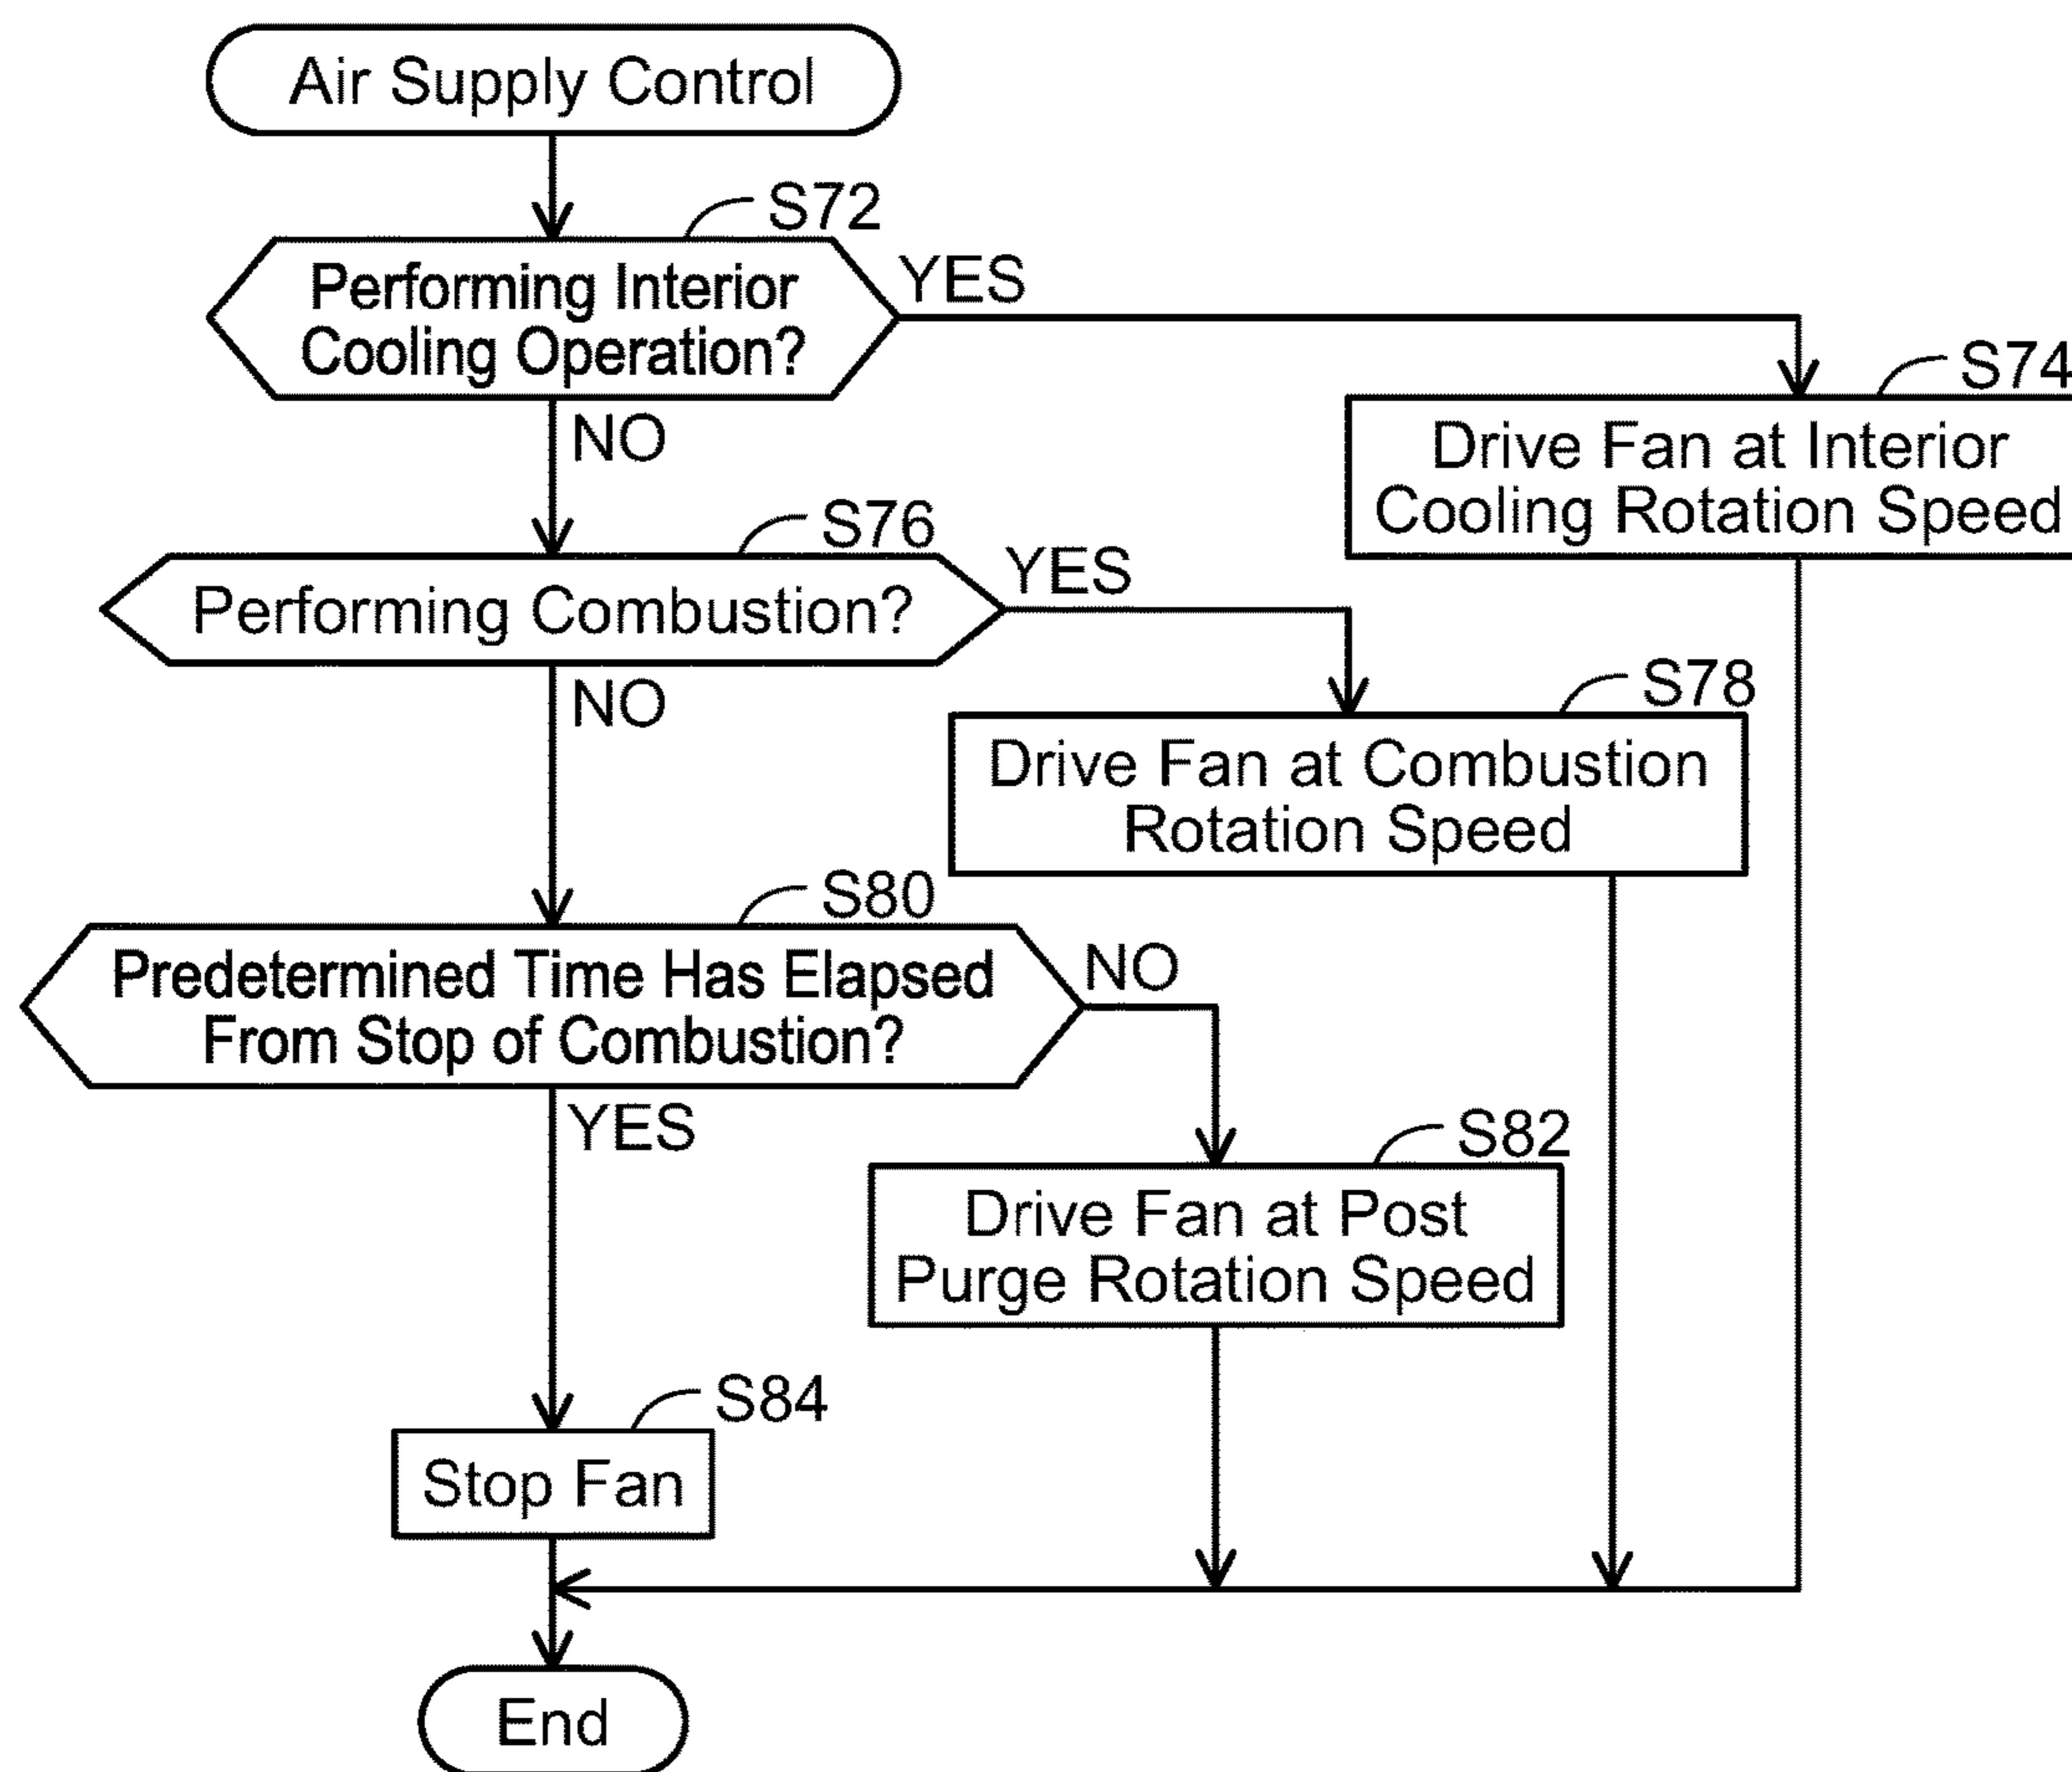 Air Supply Control
S72
Performing Interior
Cooling Operation?
YES
NO
S74
Drive Fan at Interior
Cooling Rotation Speed
S76
Performing Combustion?
YES
NO
S78
Drive Fan at Combustion
Rotation Speed
S80
Predetermined Time Has Elapsed
From Stop of Combustion?
NO
YES
S82
Drive Fan at Post
Purge Rotation Speed
S84
Stop Fan
End